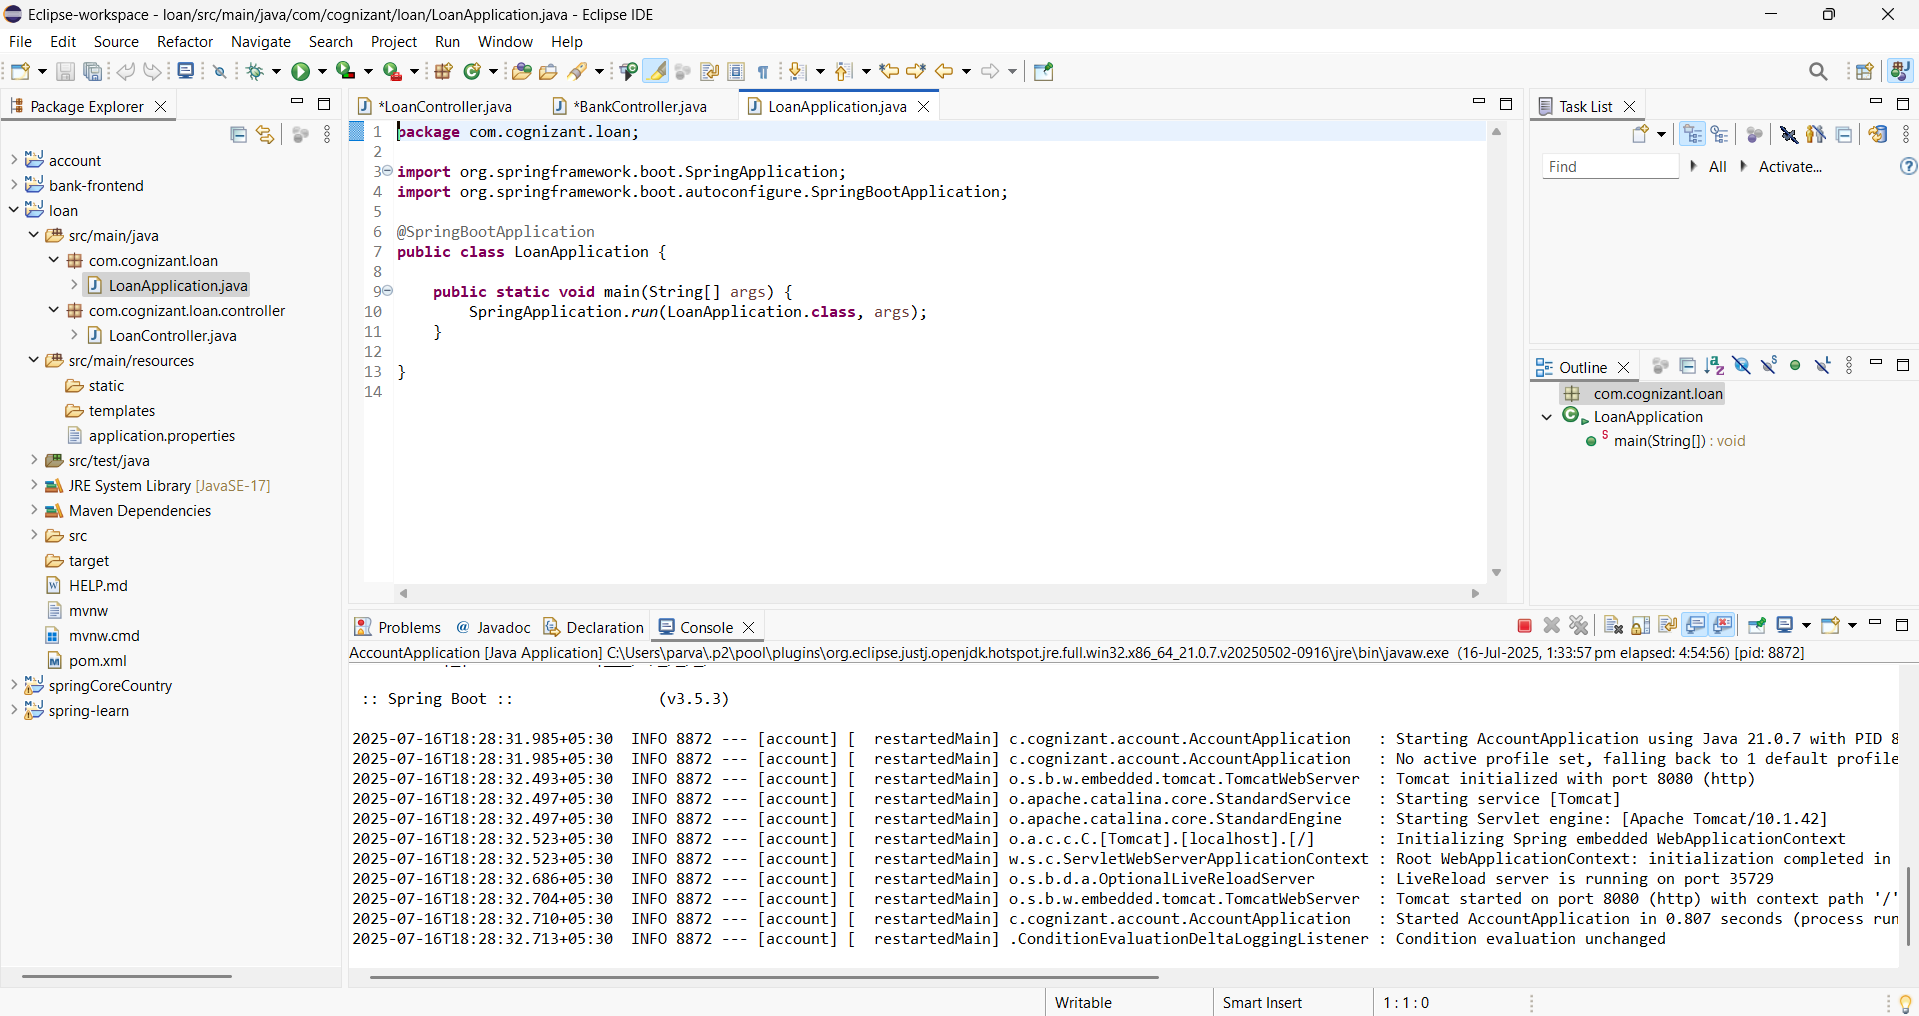 Eclipse-workspace - loan/src/main/java/com/cognizant/loan/LoanApplication.java - Eclipse IDE
File Edit Source Refactor Navigate Search Project Run Window Help
Package Explorer
account
bank-frontend
loan
src/main/java
com.cognizant.loan
LoanApplication.java
com.cognizant.loan.controller
LoanController.java
src/main/resources
static
templates
application.properties
src/test/java
JRE System Library [JavaSE-17]
Maven Dependencies
src
target
HELP.md
mvnw
mvnw.cmd
pom.xml
springCoreCountry
spring-learn
*LoanController.java *BankController.java LoanApplication.java
1 package com.cognizant.loan;
2
3 import org.springframework.boot.SpringApplication;
4 import org.springframework.boot.autoconfigure.SpringBootApplication;
5
6 @SpringBootApplication
7 public class LoanApplication {
8
9 public static void main(String[] args) {
10 SpringApplication.run(LoanApplication.class, args);
11 }
12
13 }
14
Task List
Find All Activate...
Outline
com.cognizant.loan
LoanApplication
main(String[]) : void
Problems Javadoc Declaration Console
AccountApplication [Java Application] C:\Users\parva\.p2\pool\plugins\org.eclipse.justj.openjdk.hotspot.jre.full.win32.x86_64_21.0.7.v20250502-0916\jre\bin\javaw.exe (16-Jul-2025, 1:33:57 pm elapsed: 4:54:56) [pid: 8872]
:: Spring Boot :: (v3.5.3)
2025-07-16T18:28:31.985+05:30 INFO 8872 --- [account] [ restartedMain] c.cognizant.account.AccountApplication : Starting AccountApplication using Java 21.0.7 with PID 8
2025-07-16T18:28:31.985+05:30 INFO 8872 --- [account] [ restartedMain] c.cognizant.account.AccountApplication : No active profile set, falling back to 1 default profile
2025-07-16T18:28:32.493+05:30 INFO 8872 --- [account] [ restartedMain] o.s.b.w.embedded.tomcat.TomcatWebServer : Tomcat initialized with port 8080 (http)
2025-07-16T18:28:32.497+05:30 INFO 8872 --- [account] [ restartedMain] o.apache.catalina.core.StandardService : Starting service [Tomcat]
2025-07-16T18:28:32.497+05:30 INFO 8872 --- [account] [ restartedMain] o.apache.catalina.core.StandardEngine : Starting Servlet engine: [Apache Tomcat/10.1.42]
2025-07-16T18:28:32.523+05:30 INFO 8872 --- [account] [ restartedMain] o.a.c.c.C.[Tomcat].[localhost].[/] : Initializing Spring embedded WebApplicationContext
2025-07-16T18:28:32.523+05:30 INFO 8872 --- [account] [ restartedMain] w.s.c.ServletWebServerApplicationContext : Root WebApplicationContext: initialization completed in
2025-07-16T18:28:32.686+05:30 INFO 8872 --- [account] [ restartedMain] o.s.b.d.a.OptionalLiveReloadServer : LiveReload server is running on port 35729
2025-07-16T18:28:32.704+05:30 INFO 8872 --- [account] [ restartedMain] o.s.b.w.embedded.tomcat.TomcatWebServer : Tomcat started on port 8080 (http) with context path '/'
2025-07-16T18:28:32.710+05:30 INFO 8872 --- [account] [ restartedMain] c.cognizant.account.AccountApplication : Started AccountApplication in 0.807 seconds (process run
2025-07-16T18:28:32.713+05:30 INFO 8872 --- [account] [ restartedMain] .ConditionEvaluationDeltaLoggingListener : Condition evaluation unchanged
Writable Smart Insert 1 : 1 : 0